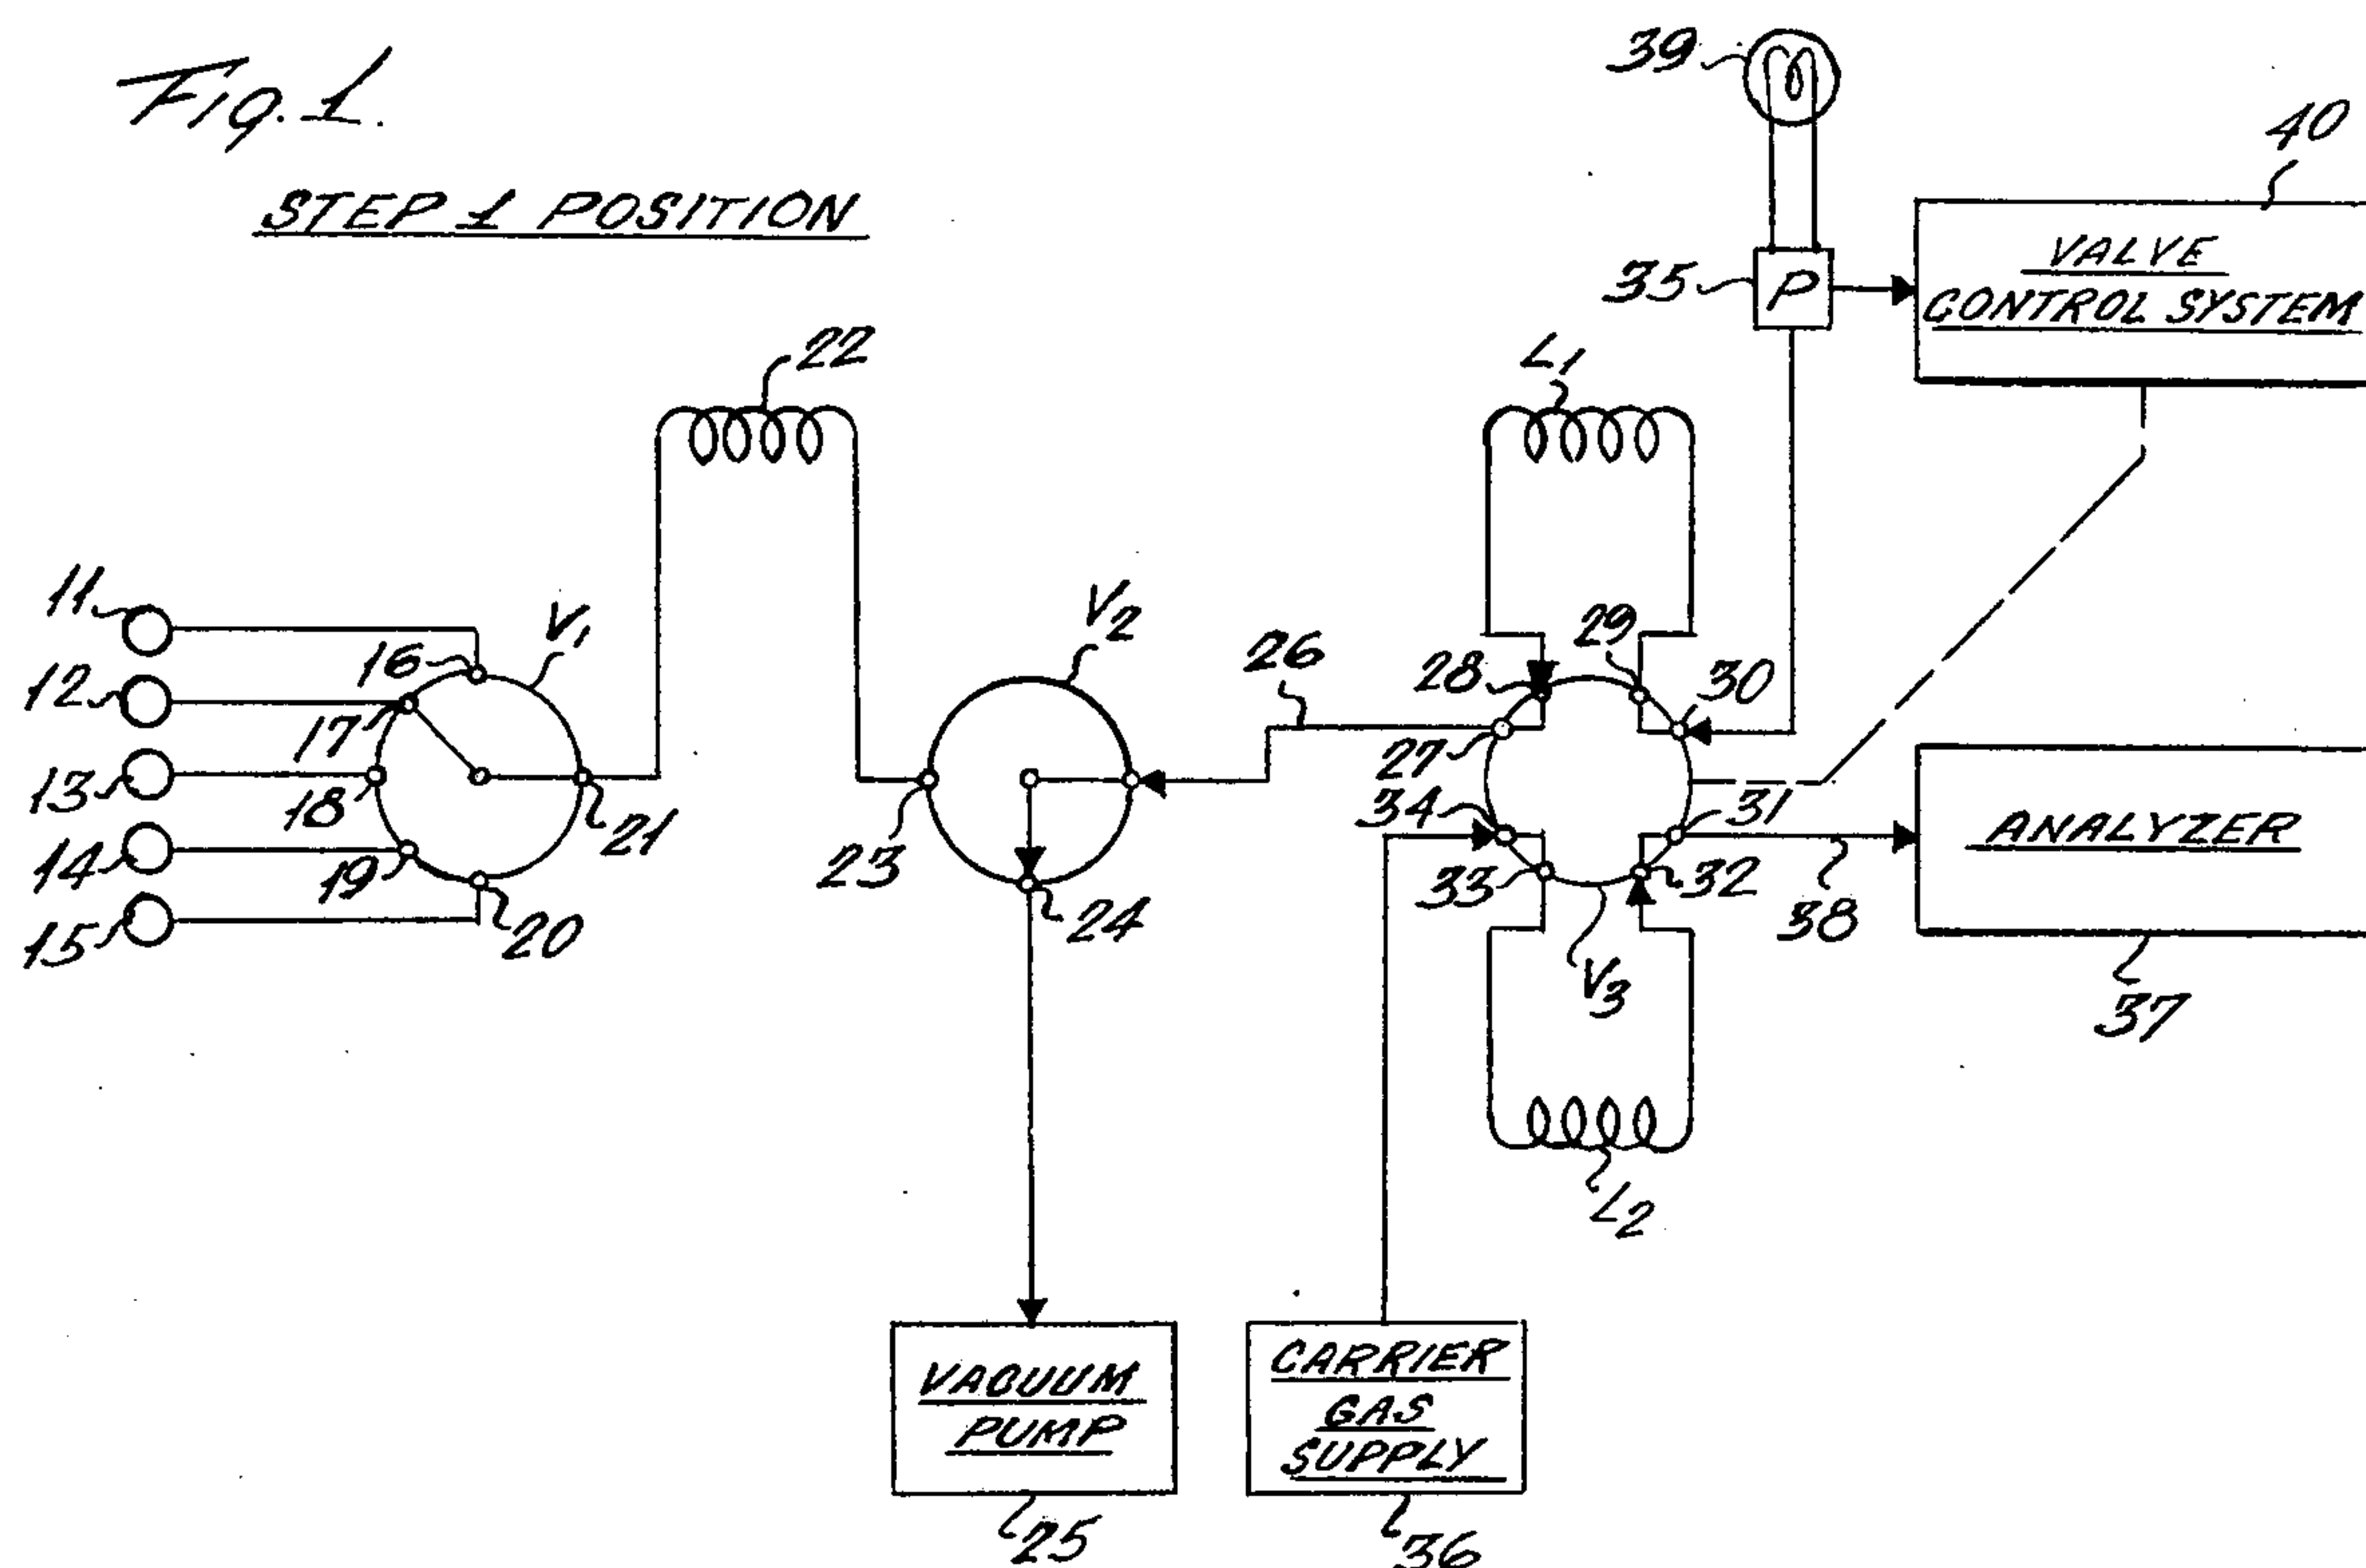 Fig. 1.
STEP 1 POSITION
39
40
35
P
VALVE
CONTROL SYSTEM
22
L1
11
12
13
14
15
16
17
18
19
20
21
V1
V2
23
24
26
28
29
30
27
34
31
33
32
V3
38
ANALYZER
37
L2
VACUUM
PUMP
25
CARRIER
GAS
SUPPLY
36